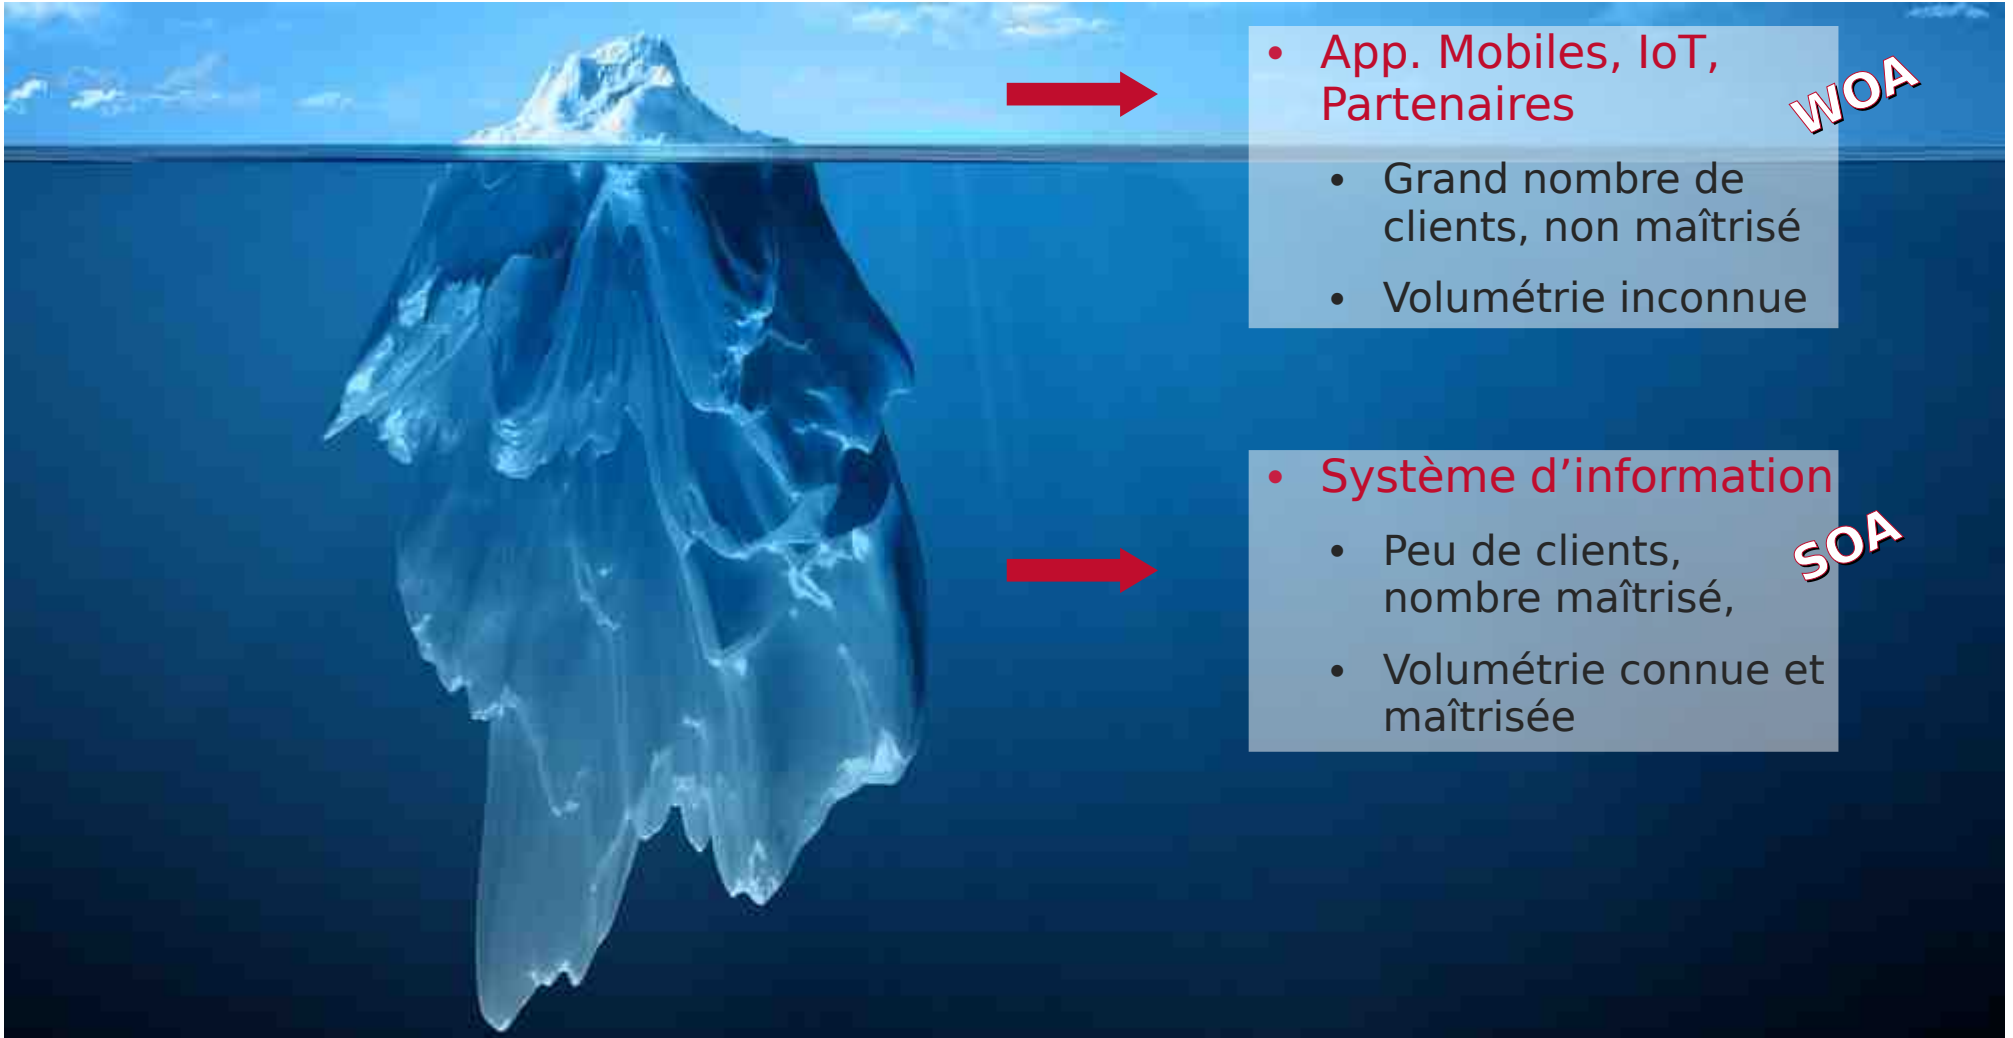 • App. Mobiles, IoT,
Partenaires
WOA
• Grand nombre de
clients, non maîtrisé
• Volumétrie inconnue
• Système d’information
SOA
• Peu de clients,
nombre maîtrisé,
• Volumétrie connue et
maîtrisée